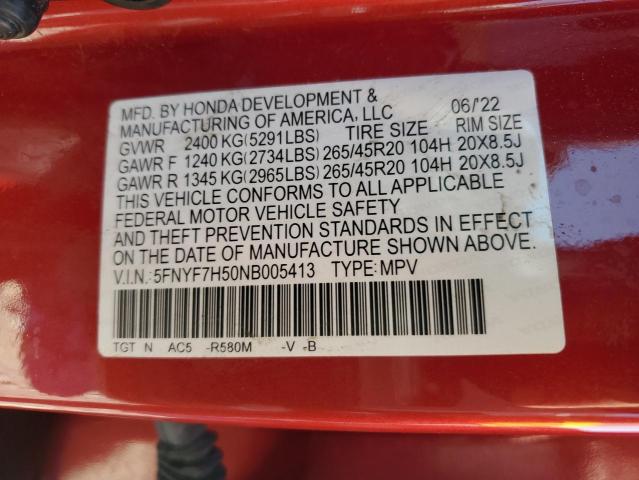 MFD. BY HONDA DEVELOPMENT &
MANUFACTURING OF AMERICA, LLC 06/'22
GVWR 2400 KG(5291LBS) TIRE SIZE RIM SIZE
GAWR F 1240 KG(2734LBS) 265/45R20 104H 20X8.5J
GAWR R 1345 KG(2965LBS) 265/45R20 104H 20X8.5J
THIS VEHICLE CONFORMS TO ALL APPLICABLE
FEDERAL MOTOR VEHICLE SAFETY
AND THEFT PREVENTION STANDARDS IN EFFECT
ON THE DATE OF MANUFACTURE SHOWN ABOVE.
V.I.N.: 5FNYF7H50NB005413 TYPE: MPV
TGT N AC5 -R580M -V -B